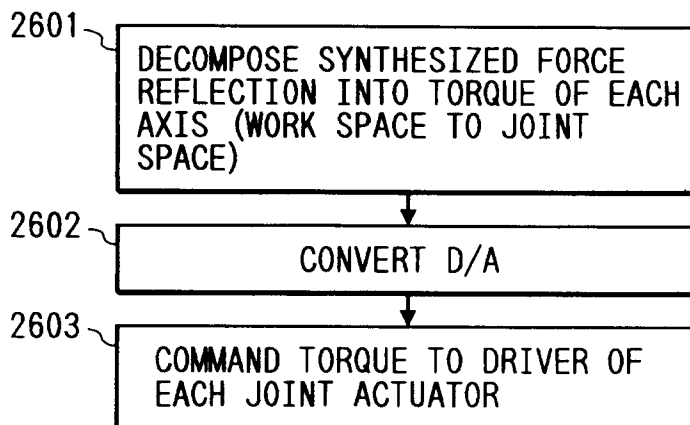 2601
DECOMPOSE SYNTHESIZED FORCE
REFLECTION INTO TORQUE OF EACH
AXIS (WORK SPACE TO JOINT
SPACE)
2602
CONVERT D/A
2603
COMMAND TORQUE TO DRIVER OF
EACH JOINT ACTUATOR